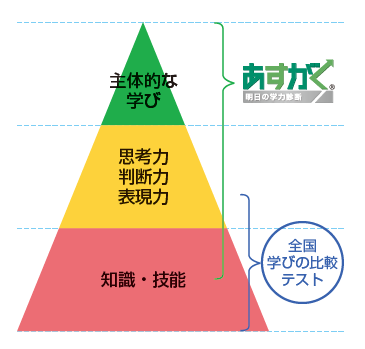 主体的な
学び
あすがく®
明日の学力診断
思考力
判断力
表現力
全国
学びの比較
テスト
知識・技能